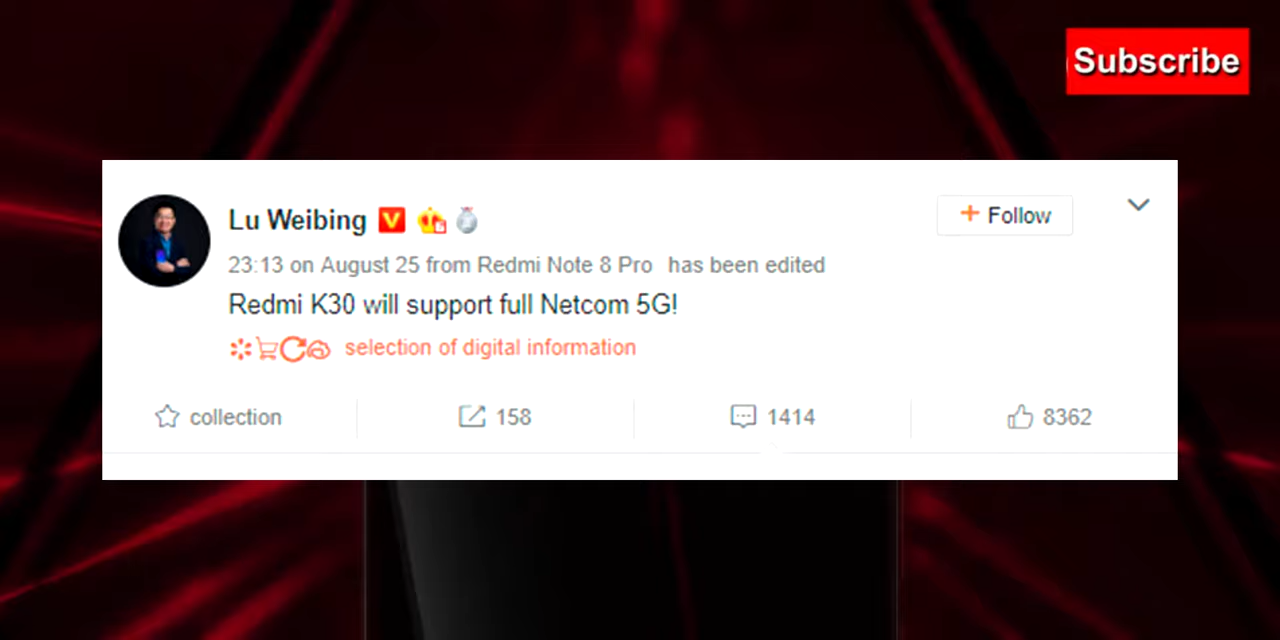 Subscribe
Lu Weibing
+ Follow
23:13 on August 25 from Redmi Note 8 Pro has been edited
Redmi K30 will support full Netcom 5G!
selection of digital information
collection 158 1414 8362